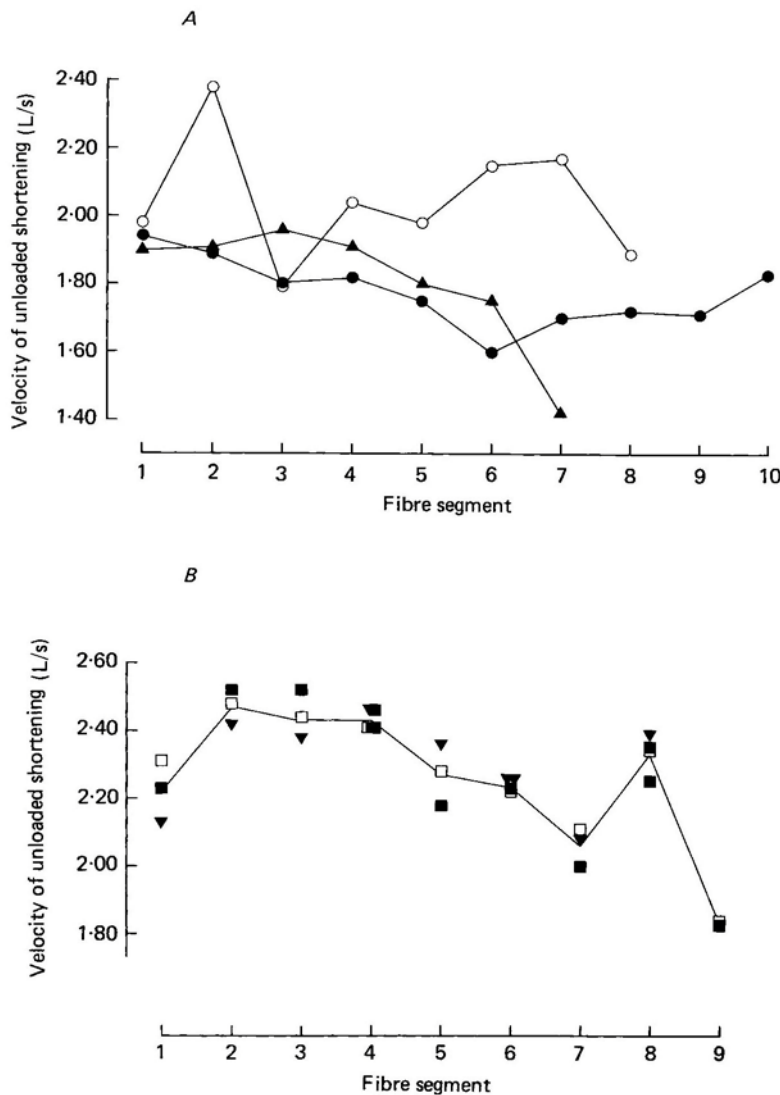 A
Velocity of unloaded shortening (L/s)
2·40
2·20
2·00
1·80
1·60
1·40
1 2 3 4 5 6 7 8 9 10
Fibre segment
B
Velocity of unloaded shortening (L/s)
2·60
2·40
2·20
2·00
1·80
1 2 3 4 5 6 7 8 9
Fibre segment